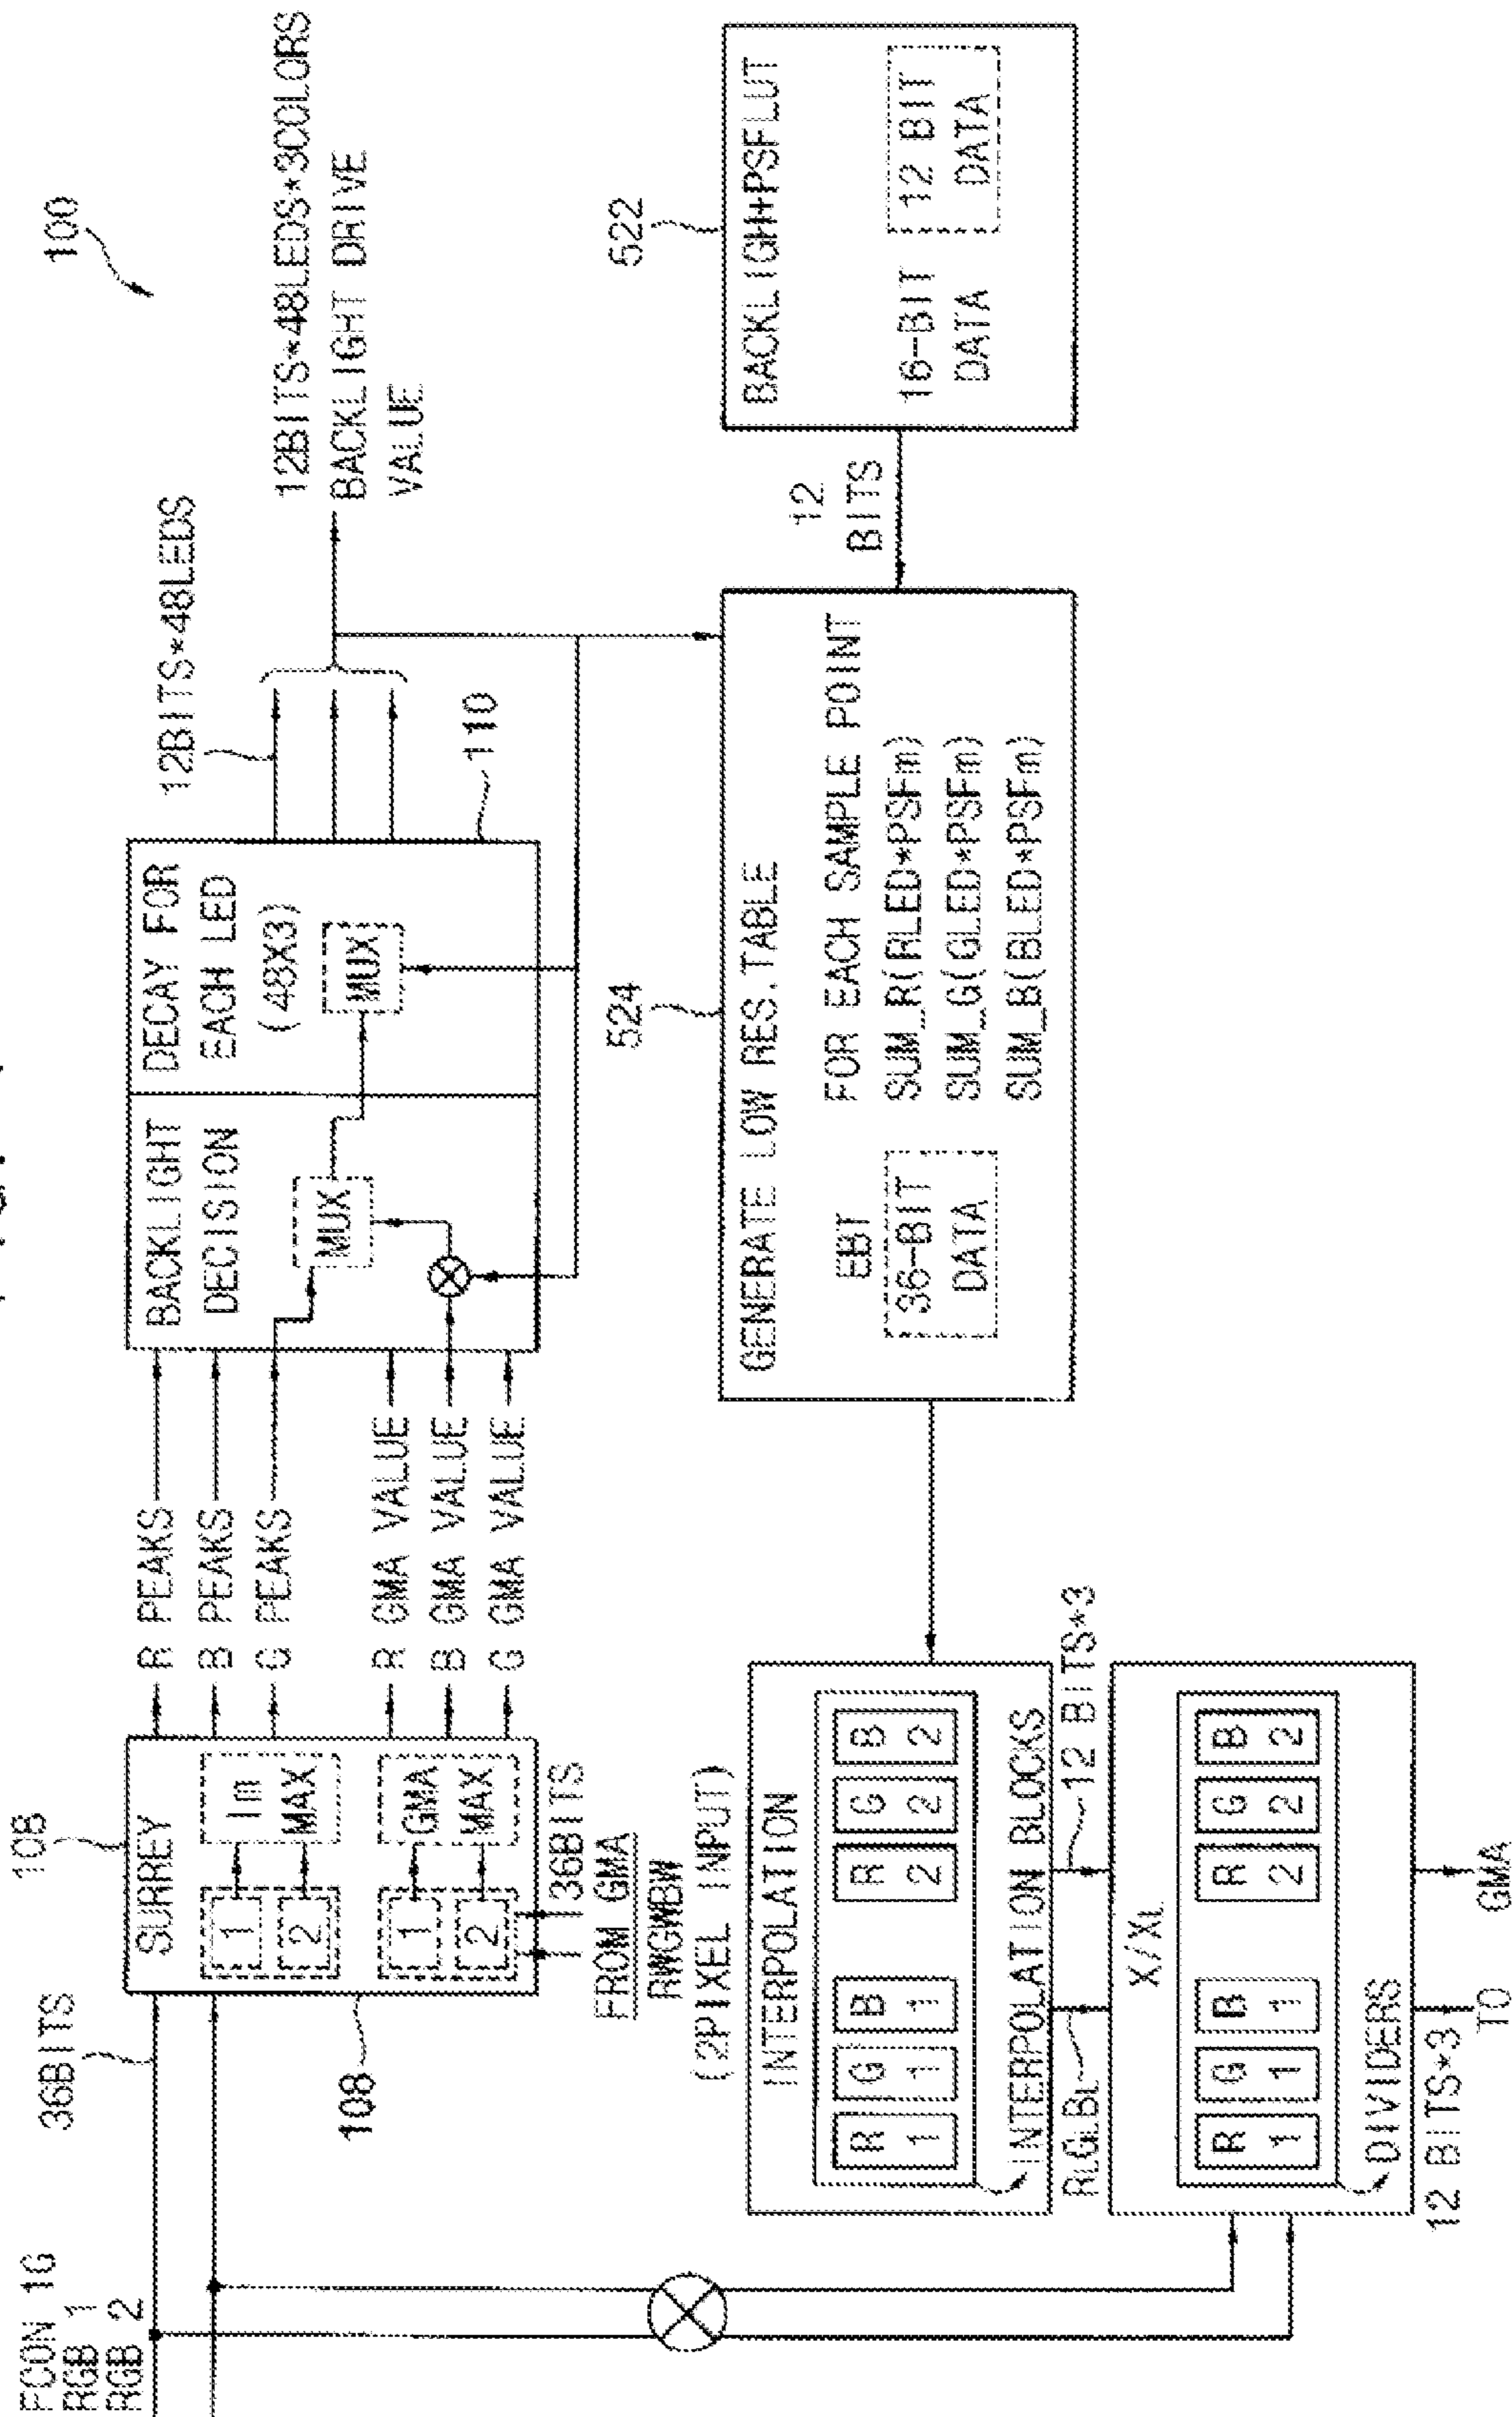 100
FCON 1G
RGB 1
RGB 2
36BITS
10B
SURREY
1
2
Im
MAX
1
2
GMA
MAX
108
36BITS
FROM GMA
RWGWBW
R PEAKS
B PEAKS
G PEAKS
R GMA VALUE
B GMA VALUE
G GMA VALUE
BACKLIGHT
DECISION
MUX
DECAY FOR
EACH LED
(48X3)
MUX
110
12BITS*48LEDS
12BITS*48LEDS*3COLORS
BACKLIGHT DRIVE
VALUE
522
BACKLIGH+PSFLUT
16-BIT
DATA
12 BIT
DATA
12
BITS
524
GENERATE LOW RES.TABLE
EBT
36-BIT
DATA
FOR EACH SAMPLE POINT
SUM_R(RLED*PSFm)
SUM_G(GLED*PSFm)
SUM_B(BLED*PSFm)
(2PIXEL INPUT)
INTERPOLATION
R 1
G 1
B 1
R 2
G 2
B 2
INTERPOLATION BLOCKS
RLGLBL
12 BITS*3
X/XL
R 1
G 1
B 1
R 2
G 2
B 2
DIVIDERS
12 BITS*3
TO GMA